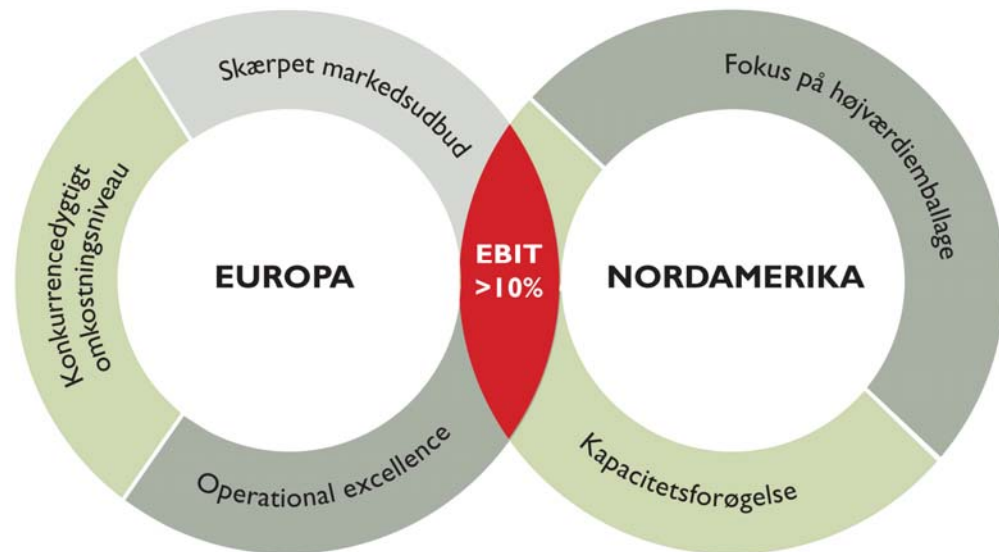 Skærpet markedsudbud
Konkurrencedygtigt
omkostningsniveau
EUROPA
Operational excellence
EBIT
>10%
Fokus på højværdiemballage
NORDAMERIKA
Kapacitetsforøgelse